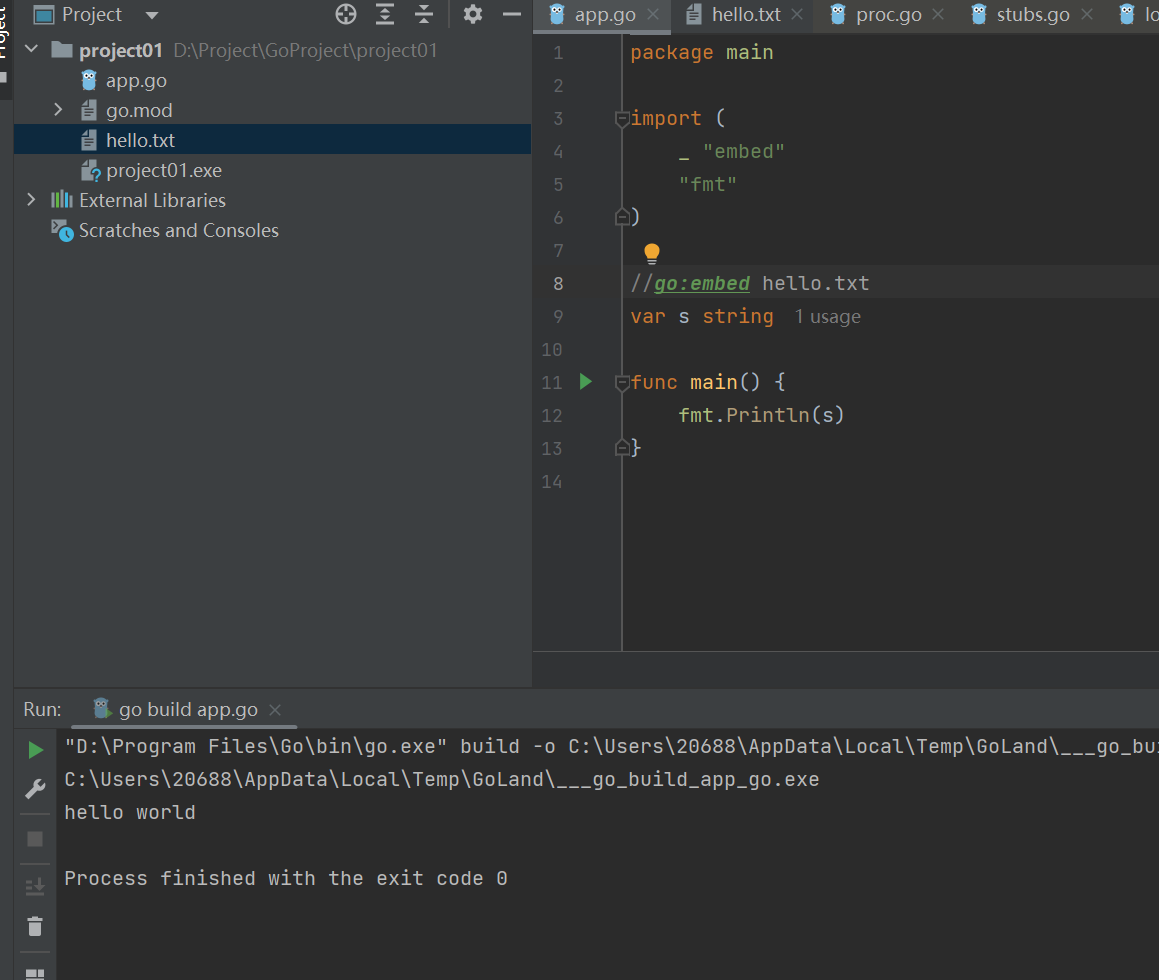 Project
project01 D:\Project\GoProject\project01
app.go
go.mod
hello.txt
project01.exe
External Libraries
Scratches and Consoles
app.go hello.txt proc.go stubs.go
1 package main
2
3 import (
4 _ "embed"
5 "fmt"
6 )
7
8 //go:embed hello.txt
9 var s string 1 usage
10
11 func main() {
12 fmt.Println(s)
13 }
14
Run: go build app.go
"D:\Program Files\Go\bin\go.exe" build -o C:\Users\20688\AppData\Local\Temp\GoLand\___go_bu
C:\Users\20688\AppData\Local\Temp\GoLand\___go_build_app_go.exe
hello world
Process finished with the exit code 0